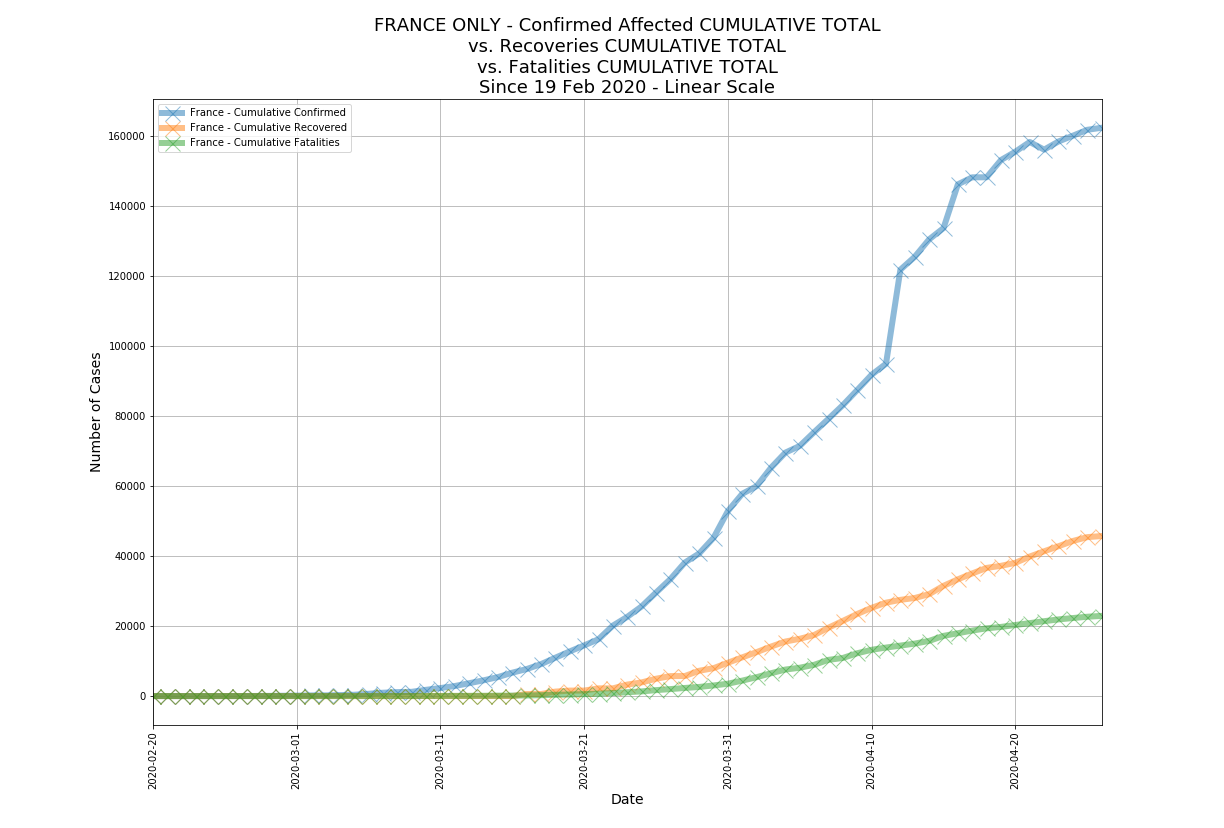 FRANCE ONLY - Confirmed Affected CUMULATIVE TOTAL
vs. Recoveries CUMULATIVE TOTAL
vs. Fatalities CUMULATIVE TOTAL
Since 19 Feb 2020 - Linear Scale
France - Cumulative Confirmed
France - Cumulative Recovered
France - Cumulative Fatalities
160000
140000
120000
100000
80000
60000
40000
20000
0
Number of Cases
2020-02-20
2020-03-01
2020-03-11
2020-03-21
2020-03-31
2020-04-10
2020-04-20
Date